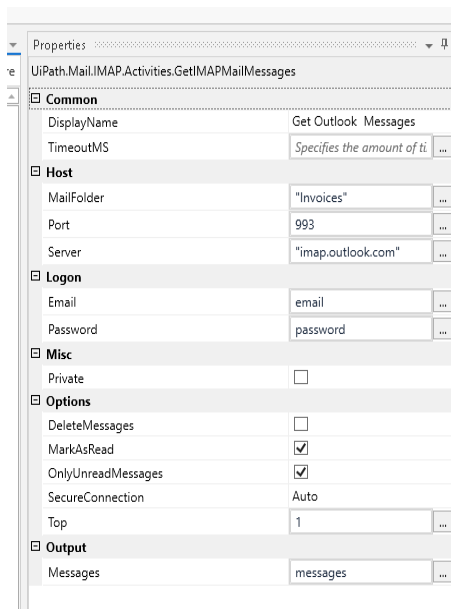 Properties
re
UiPath.Mail.IMAP.Activities.GetIMAPMailMessages
Common
DisplayName Get Outlook Messages
TimeoutMS Specifies the amount of ti. ...
Host
MailFolder "Invoices" ...
Port 993 ...
Server "imap.outlook.com" ...
Logon
Email email ...
Password password ...
Misc
Private
Options
DeleteMessages
MarkAsRead
OnlyUnreadMessages
SecureConnection Auto
Top 1 ...
Output
Messages messages ...